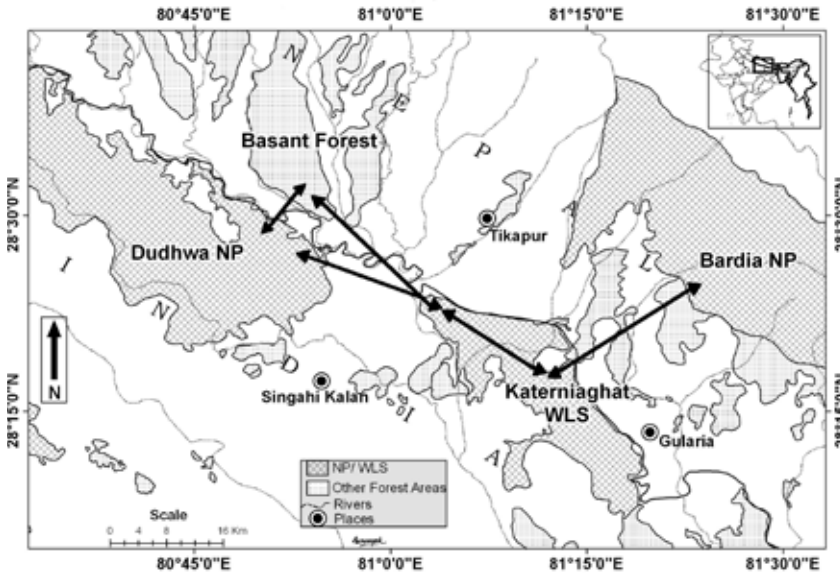 80°45'0"E 81°0'0"E 81°15'0"E 81°30'0"E
N
Basant Forest
E
P
28°30'0"N
A
Tikapur
Dudhwa NP
Bardia NP
I
L
N
N
D
Singahi Kalan
Katerniaghat
WLS
28°15'0"N
I
Gularia
A
NP/ WLS
Other Forest Areas
Rivers
Places
Scale
0 4 8 16 Km
80°45'0"E 81°0'0"E 81°15'0"E 81°30'0"E